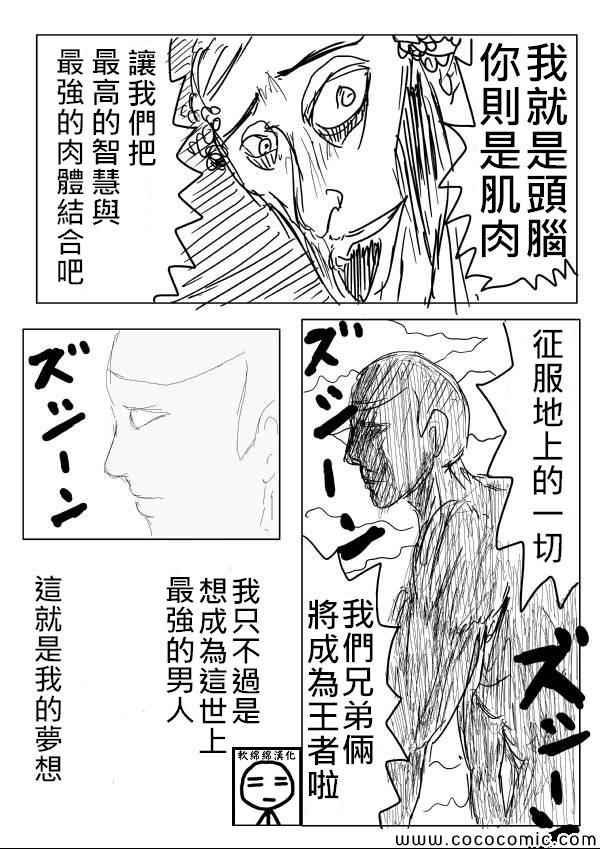 我就是頭腦
你則是肌肉
讓我們把
最高的智慧與
最強的肉體結合吧
征服地上的一切
ズシーン
我們兄弟倆
將成為王者啦
ズシーン
ズシーン
我只不過是
想成為這世上
最強的男人
這就是我的夢想
軟綿綿漢化
www.cococomic.com